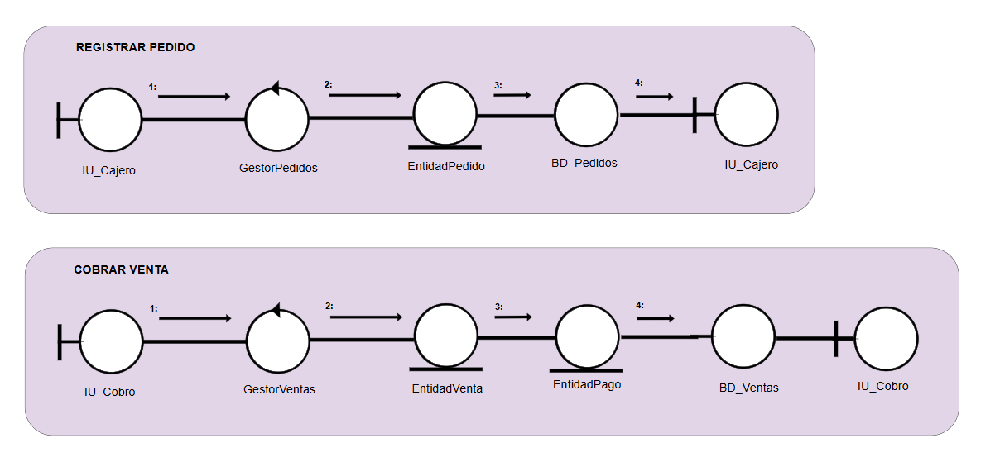 REGISTRAR PEDIDO
1:
2:
3:
4:
IU_Cajero
GestorPedidos
EntidadPedido
BD_Pedidos
IU_Cajero
COBRAR VENTA
1:
2:
3:
4:
IU_Cobro
GestorVentas
EntidadVenta
EntidadPago
BD_Ventas
IU_Cobro